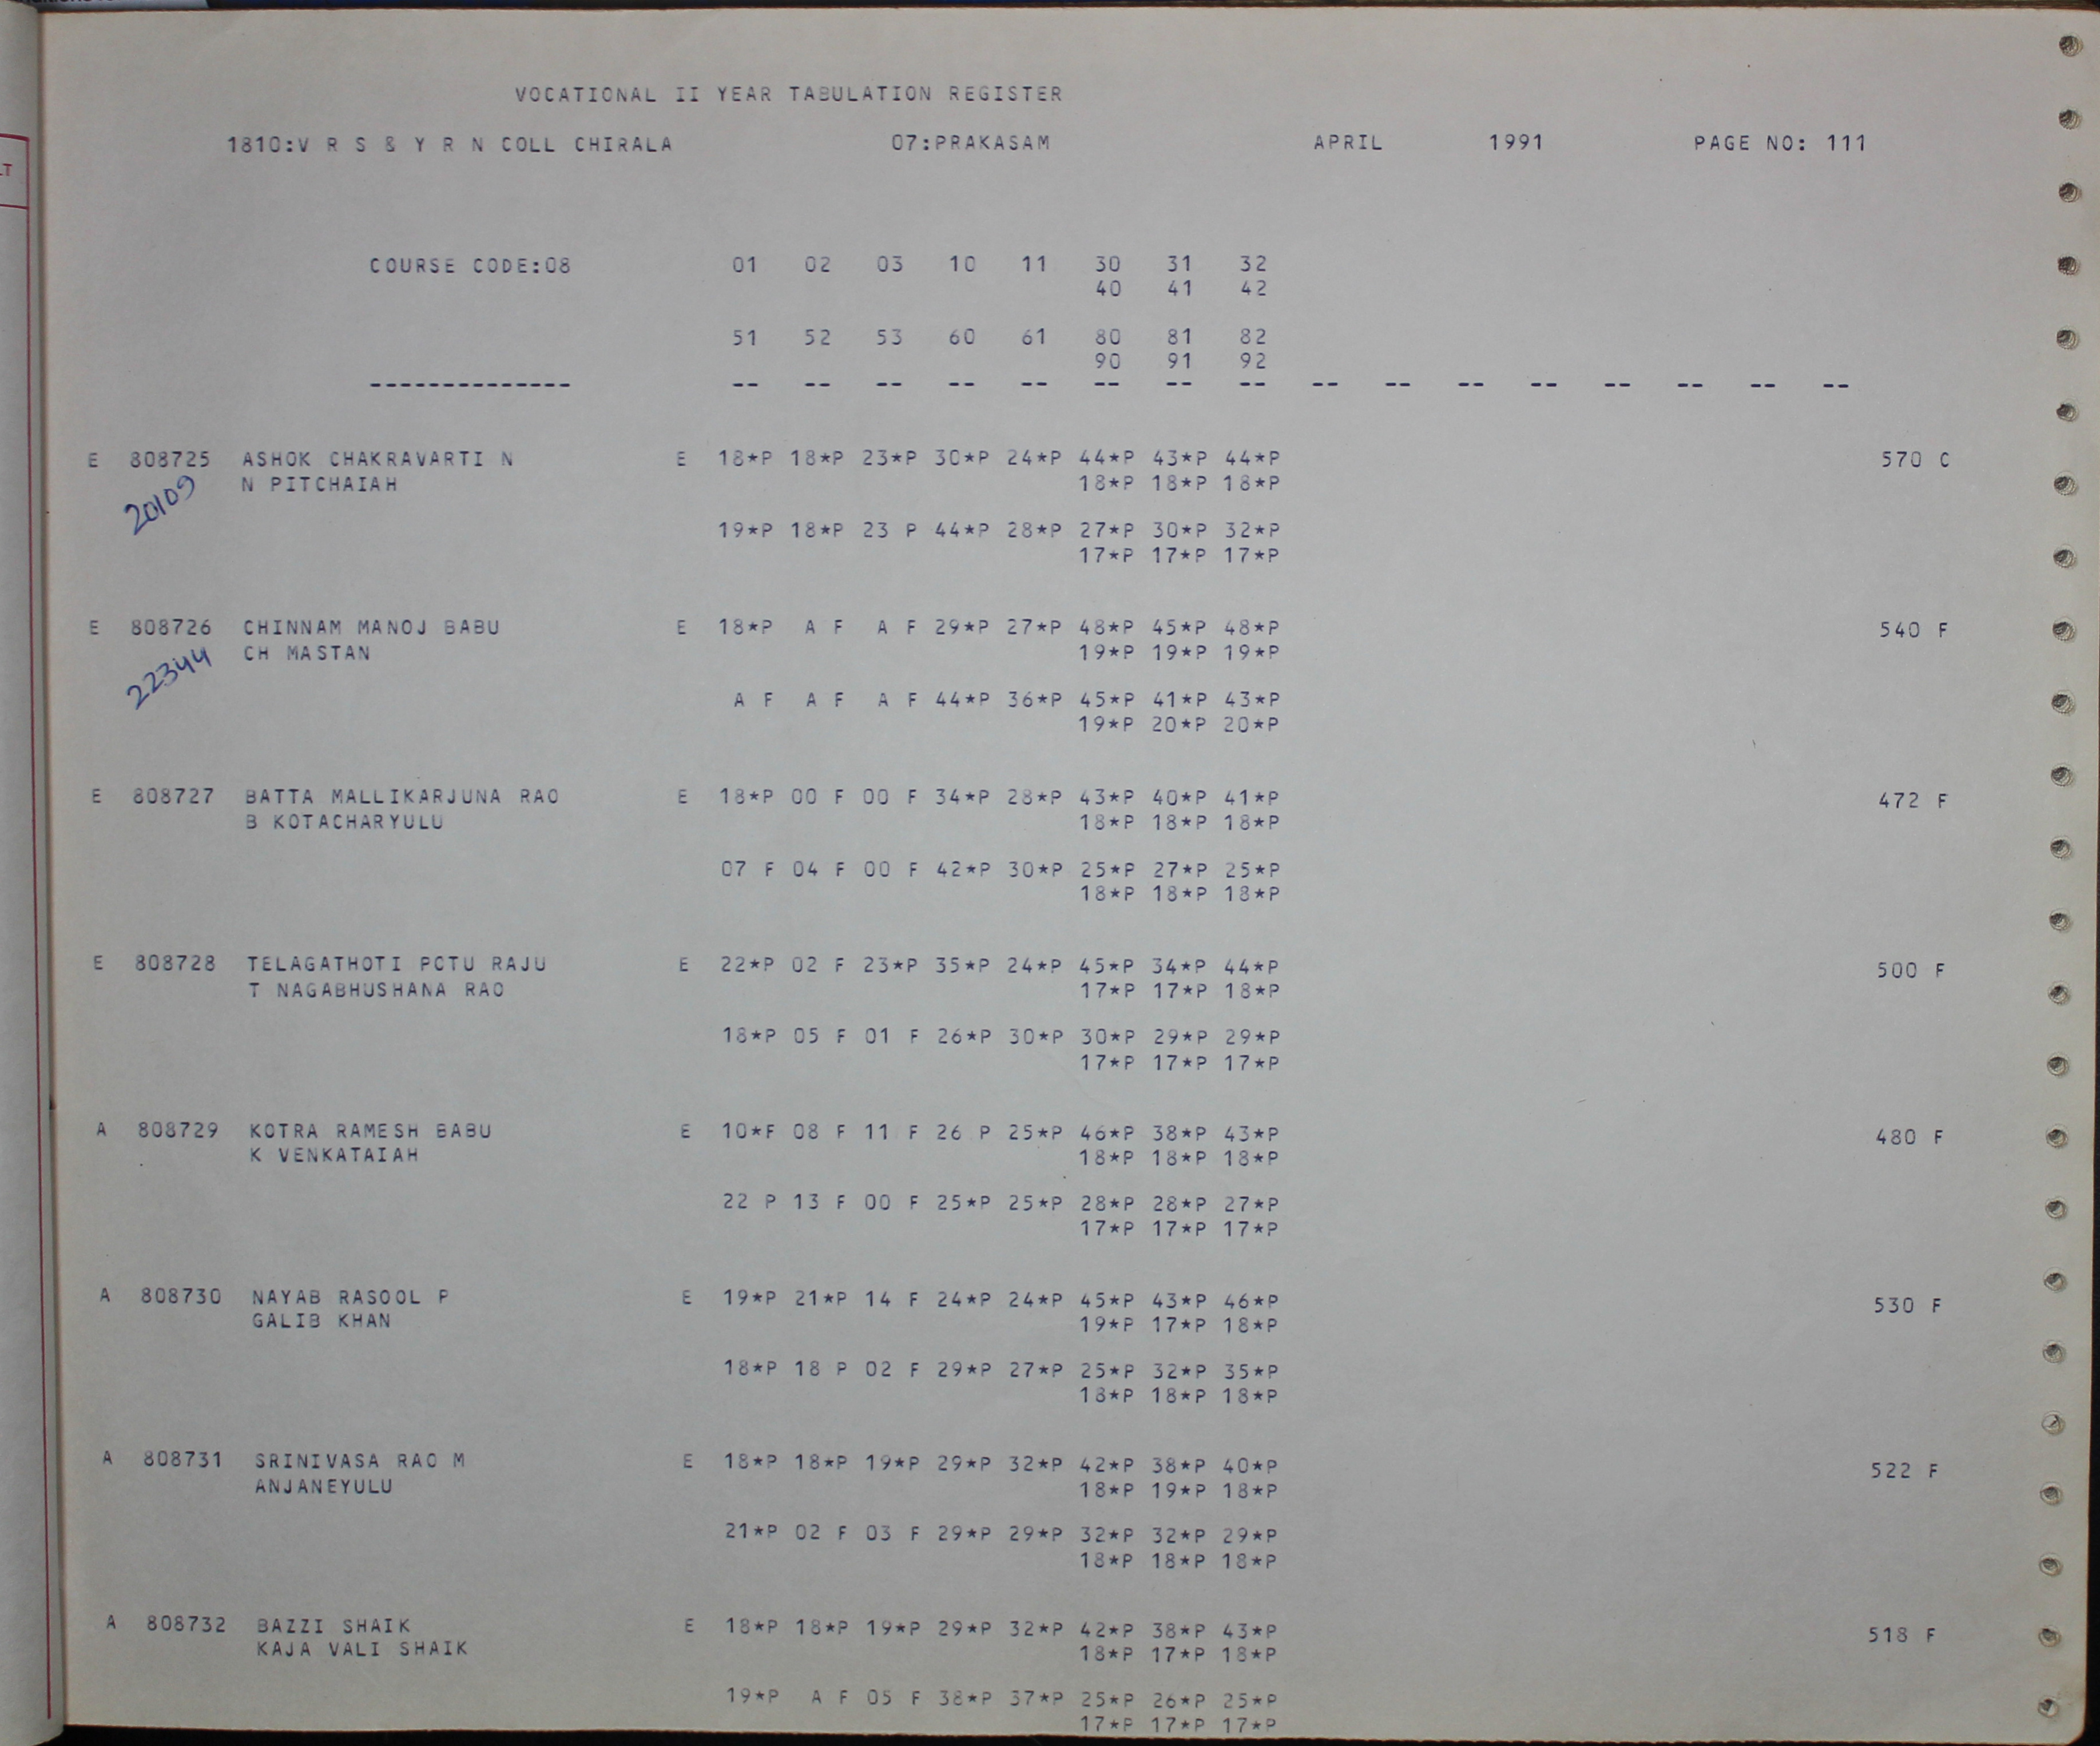 VOCATIONAL II YEAR TABULATION REGISTER
1810:V R S & Y R N COLL CHIRALA 07:PRAKASAM APRIL 1991 PAGE NO: 111
LT
COURSE CODE:08 01 02 03 10 11 30 31 32
40 41 42
51 52 53 60 61 80 81 82
90 91 92
-------------- -- -- -- -- -- -- -- -- -- -- -- -- -- -- -- --
E 808725 ASHOK CHAKRAVARTI N E 18*P 18*P 23*P 30*P 24*P 44*P 43*P 44*P 570 C
20109 N PITCHAIAH 18*P 18*P 18*P
19*P 18*P 23 P 44*P 28*P 27*P 30*P 32*P
17*P 17*P 17*P
E 808726 CHINNAM MANOJ BABU E 18*P A F A F 29*P 27*P 48*P 45*P 48*P 540 F
22344 CH MASTAN 19*P 19*P 19*P
A F A F A F 44*P 36*P 45*P 41*P 43*P
19*P 20*P 20*P
E 808727 BATTA MALLIKARJUNA RAO E 18*P 00 F 00 F 34*P 28*P 43*P 40*P 41*P 472 F
B KOTACHARYULU 18*P 18*P 18*P
07 F 04 F 00 F 42*P 30*P 25*P 27*P 25*P
18*P 18*P 18*P
E 808728 TELAGATHOTI POTU RAJU E 22*P 02 F 23*P 35*P 24*P 45*P 34*P 44*P 500 F
T NAGABHUSHANA RAO 17*P 17*P 18*P
18*P 05 F 01 F 26*P 30*P 30*P 29*P 29*P
17*P 17*P 17*P
A 808729 KOTRA RAMESH BABU E 10*F 08 F 11 F 26 P 25*P 46*P 38*P 43*P 480 F
K VENKATAIAH 18*P 18*P 18*P
22 P 13 F 00 F 25*P 25*P 28*P 28*P 27*P
17*P 17*P 17*P
A 808730 NAYAB RASOOL P E 19*P 21*P 14 F 24*P 24*P 45*P 43*P 46*P 530 F
GALIB KHAN 19*P 17*P 18*P
18*P 18 P 02 F 29*P 27*P 25*P 32*P 35*P
18*P 18*P 18*P
A 808731 SRINIVASA RAO M E 18*P 18*P 19*P 29*P 32*P 42*P 38*P 40*P 522 F
ANJANEYULU 18*P 19*P 18*P
21*P 02 F 03 F 29*P 29*P 32*P 32*P 29*P
18*P 18*P 18*P
A 808732 BAZZI SHAIK E 18*P 18*P 19*P 29*P 32*P 42*P 38*P 43*P 518 F
KAJA VALI SHAIK 18*P 17*P 18*P
19*P A F 05 F 38*P 37*P 25*P 26*P 25*P
17*P 17*P 17*P